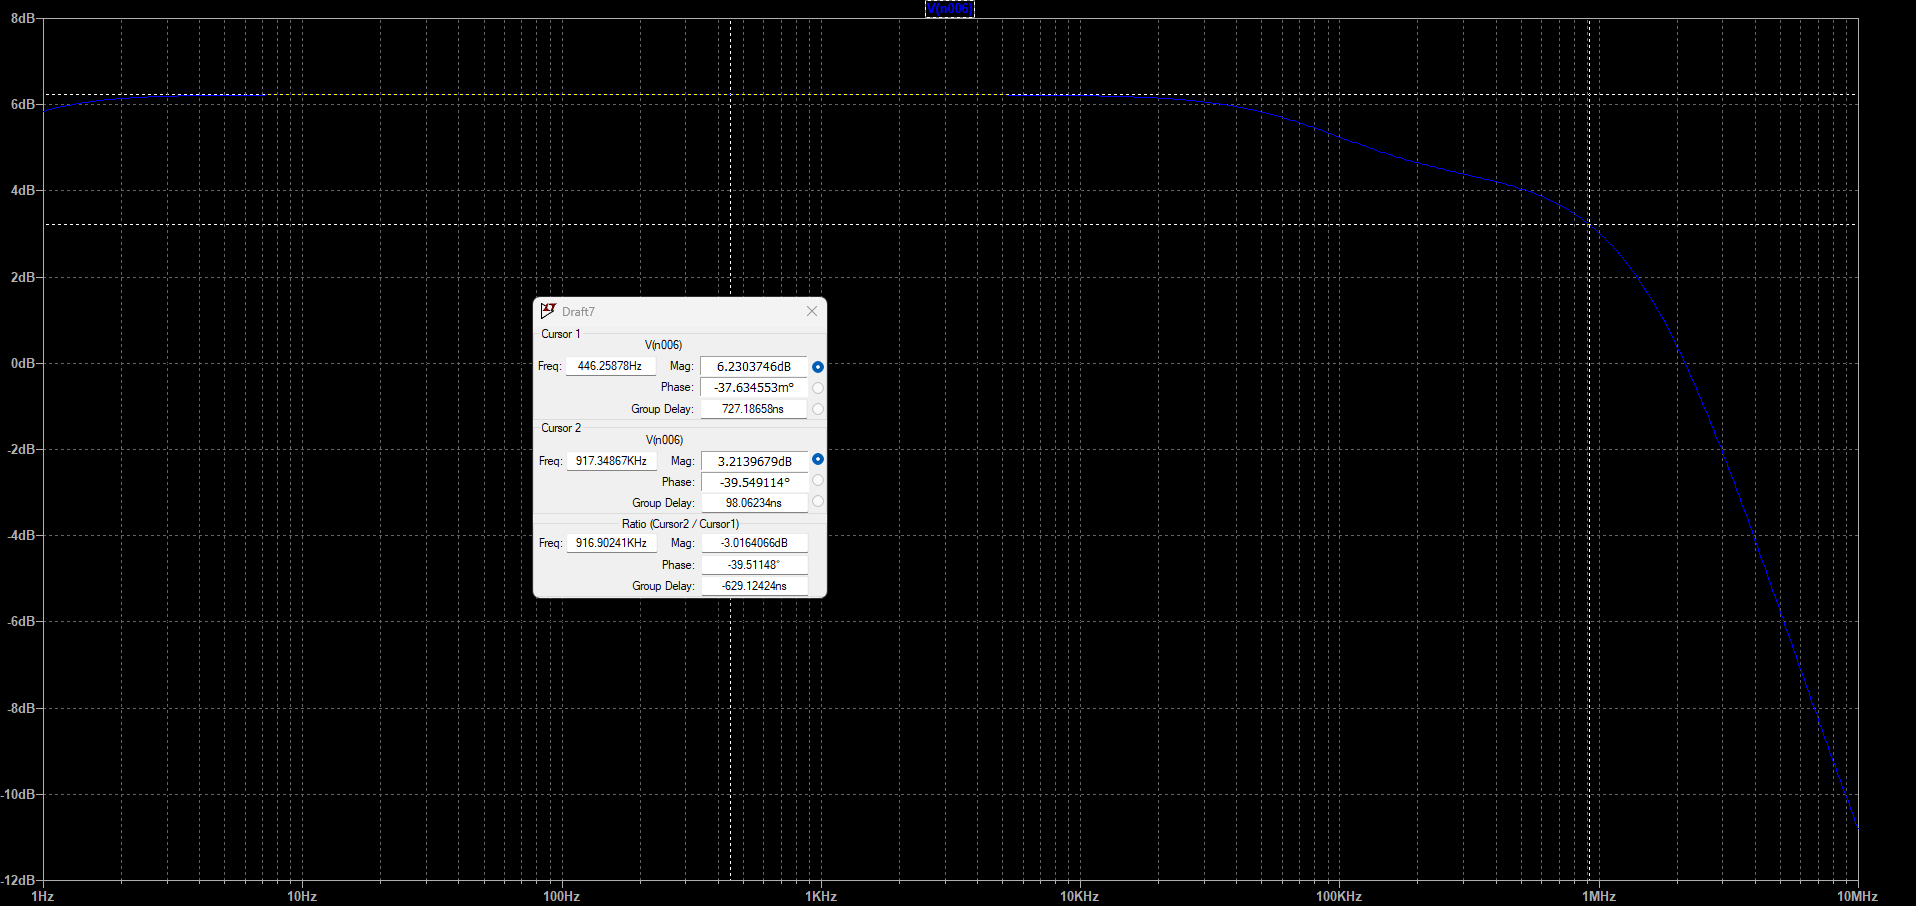 V(n006)
8dB
6dB
4dB
2dB
0dB
-2dB
-4dB
-6dB
-8dB
-10dB
-12dB
Draft7
Cursor 1
V(n006)
Freq: 446.25878Hz Mag: 6.2303746dB
Phase: -37.634553m°
Group Delay: 727.18658ns
Cursor 2
V(n006)
Freq: 917.34867KHz Mag: 3.2139679dB
Phase: -39.549114°
Group Delay: 98.06234ns
Ratio (Cursor2 / Cursor1)
Freq: 916.90241KHz Mag: -3.0164066dB
Phase: -39.51148°
Group Delay: -629.12424ns
1Hz 10Hz 100Hz 1KHz 10KHz 100KHz 1MHz 10MHz